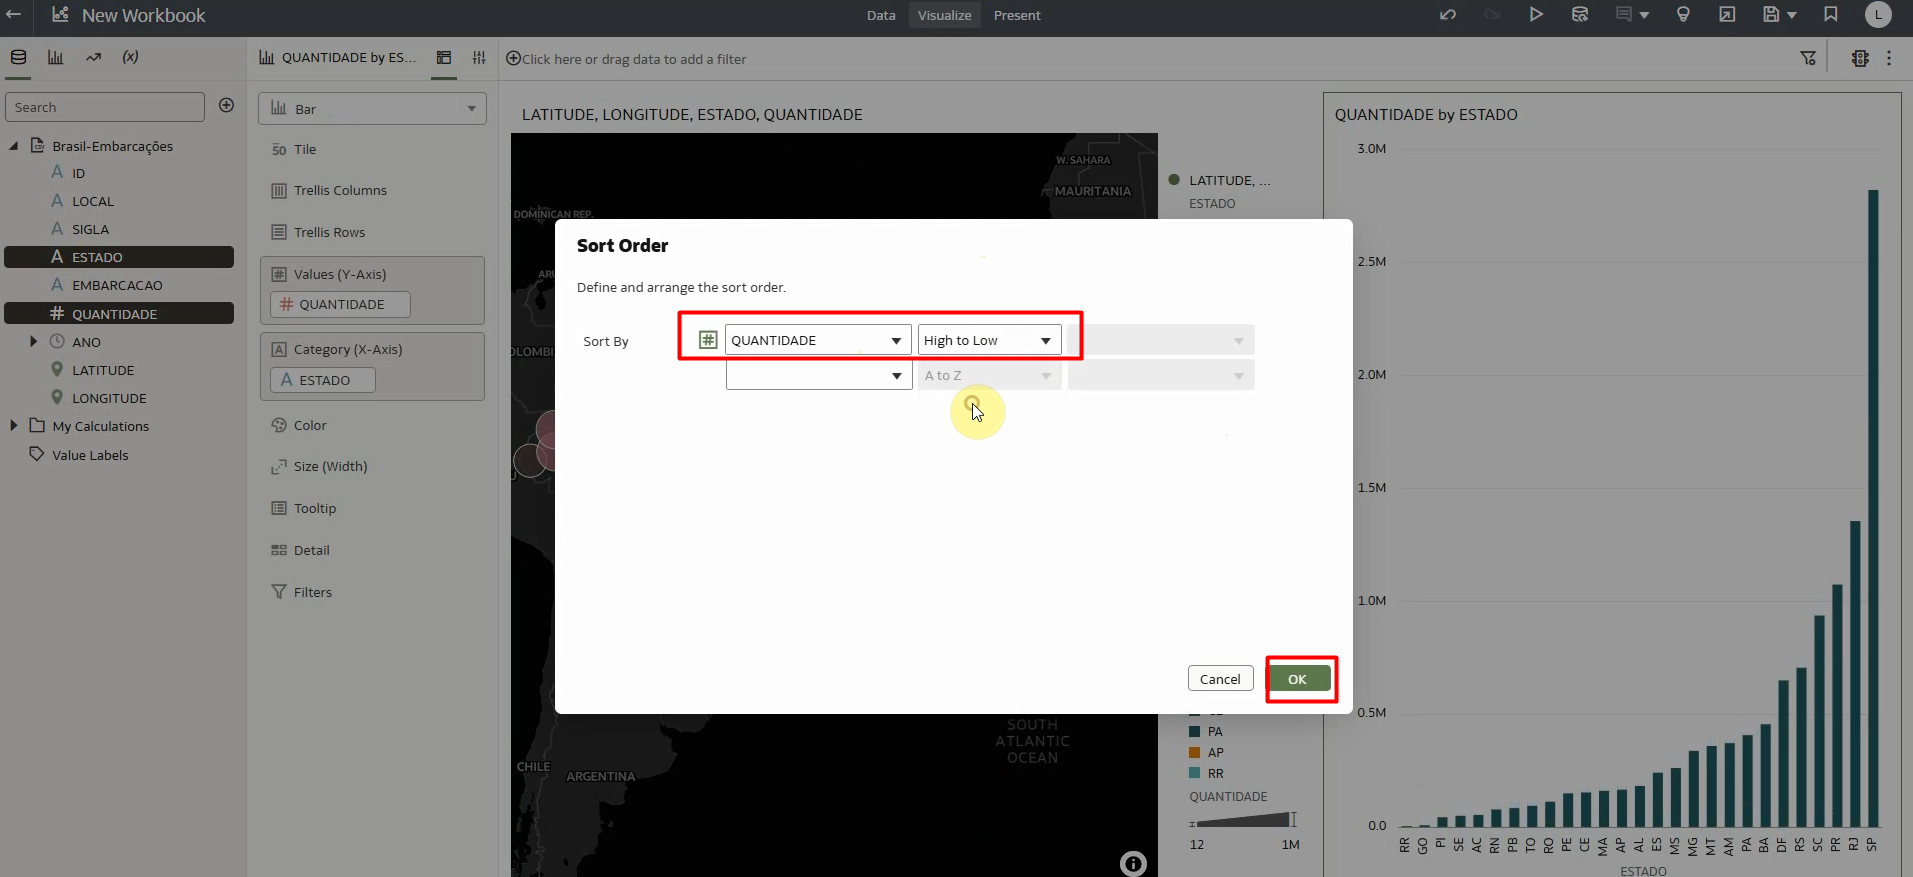 New Workbook
Data Visualize Present
L
(x)
QUANTIDADE by ES...
Click here or drag data to add a filter
Search
Brasil-Embarcações
ID
LOCAL
SIGLA
ESTADO
EMBARCACAO
QUANTIDADE
ANO
LATITUDE
LONGITUDE
My Calculations
Value Labels
Bar
50 Tile
Trellis Columns
Trellis Rows
Values (Y-Axis)
QUANTIDADE
Category (X-Axis)
ESTADO
Color
Size (Width)
Tooltip
Detail
Filters
LATITUDE, LONGITUDE, ESTADO, QUANTIDADE
W. SAHARA
MAURITANIA
DOMINICAN REP.
CHILE
ARGENTINA
SOUTH
ATLANTIC
OCEAN
LATITUDE, ...
ESTADO
PA
AP
RR
QUANTIDADE
12 1M
Sort Order
Define and arrange the sort order.
Sort By
QUANTIDADE High to Low
A to Z
Cancel OK
QUANTIDADE by ESTADO
3.0M
2.5M
2.0M
1.5M
1.0M
0.5M
0.0
RR GO PI SE AC RN PB TO RO PE CE MA AP AL ES MS MG MT AM PA BA DF RS SC PR RJ SP
ESTADO